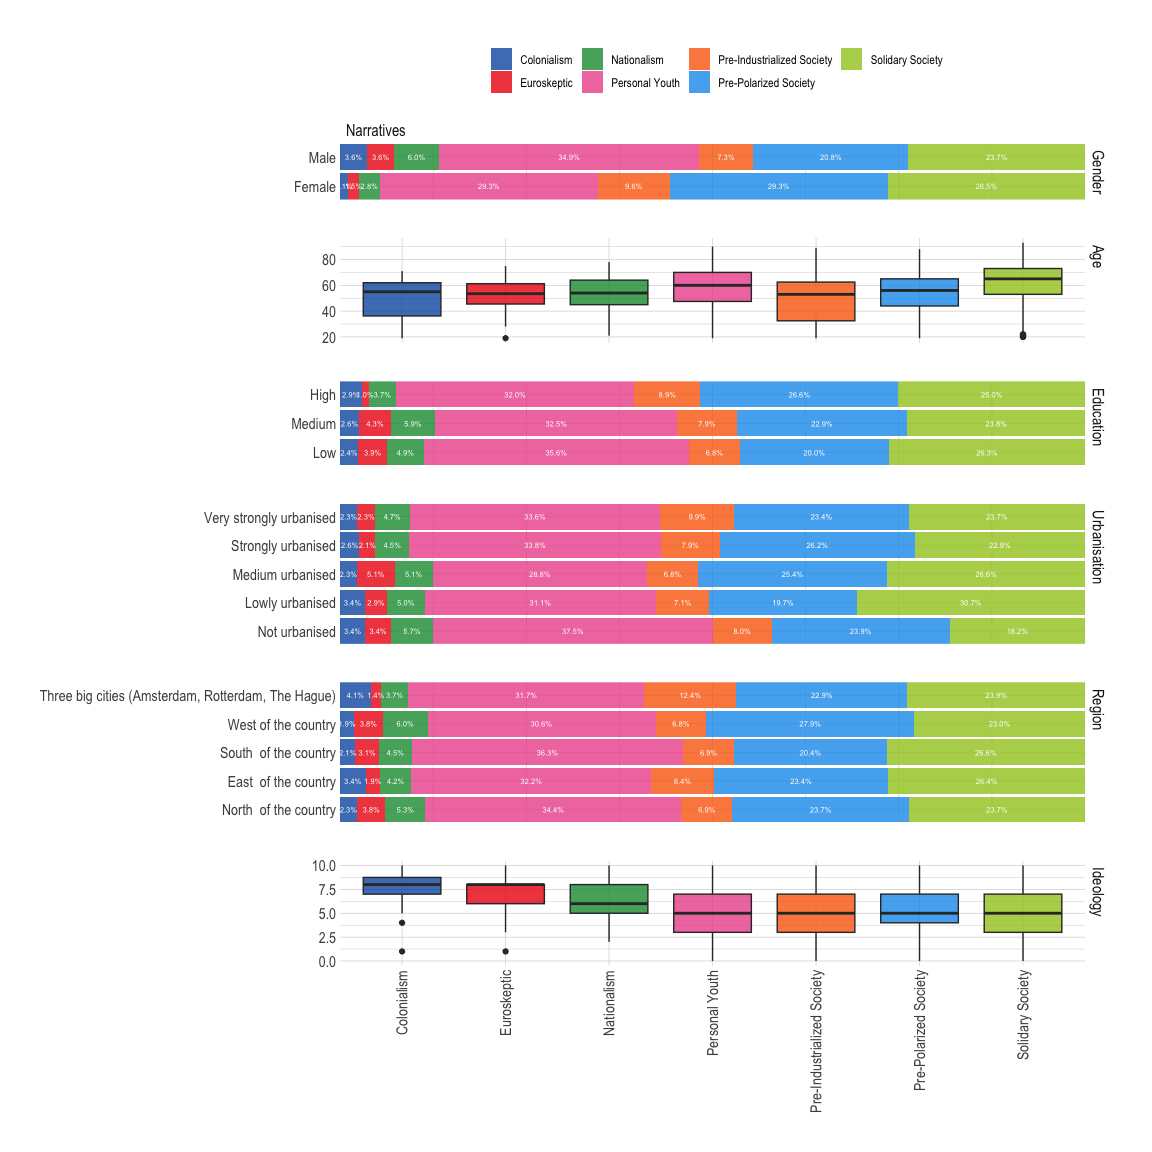 Colonialism Nationalism Pre-Industrialized Society Solidary Society
Euroskeptic Personal Youth Pre-Polarized Society
Narratives
Male 3.6% 3.6% 6.0% 34.9% 7.3% 20.8% 23.7% Gender
Female 2.8% 29.3% 9.6% 29.3% 26.5%
Age
80
60
40
20
High 2.9% 3.7% 32.0% 8.9% 26.6% 25.0% Education
Medium 2.6% 4.3% 5.9% 32.5% 7.9% 22.9% 23.8%
Low 2.4% 3.9% 4.9% 35.6% 6.8% 20.0% 26.3%
Very strongly urbanised 2.3% 2.3% 4.7% 33.6% 9.9% 23.4% 23.7% Urbanisation
Strongly urbanised 2.6% 2.1% 4.5% 33.8% 7.9% 26.2% 22.9%
Medium urbanised 2.3% 5.1% 5.1% 28.8% 6.8% 25.4% 26.6%
Lowly urbanised 3.4% 2.9% 5.0% 31.1% 7.1% 19.7% 30.7%
Not urbanised 3.4% 3.4% 5.7% 37.5% 8.0% 23.9% 18.2%
Three big cities (Amsterdam, Rotterdam, The Hague) 4.1% 1.4% 3.7% 31.7% 12.4% 22.9% 23.9% Region
West of the country 1.9% 3.8% 6.0% 30.6% 6.8% 27.9% 23.0%
South of the country 2.1% 3.1% 4.5% 36.3% 6.9% 20.4% 26.6%
East of the country 3.4% 1.9% 4.2% 32.2% 8.4% 23.4% 26.4%
North of the country 2.3% 3.8% 5.3% 34.4% 6.9% 23.7% 23.7%
10.0 Ideology
7.5
5.0
2.5
0.0
Colonialism
Euroskeptic
Nationalism
Personal Youth
Pre-Industrialized Society
Pre-Polarized Society
Solidary Society